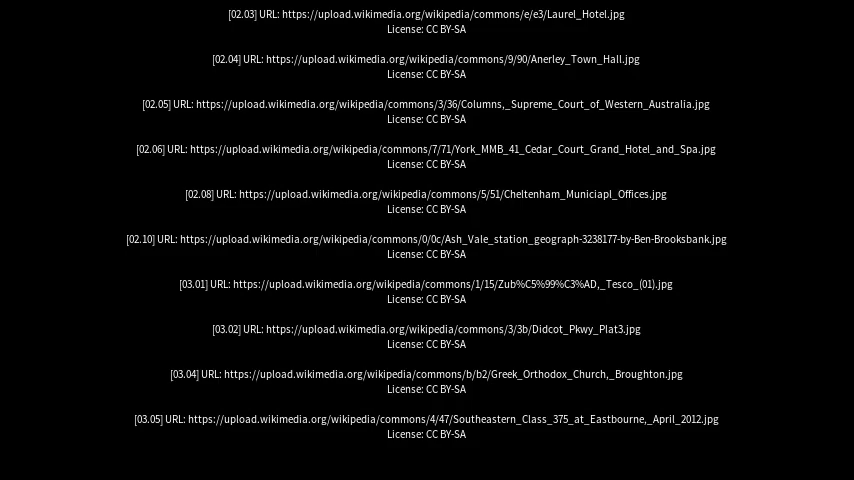 [02.03] URL: https://upload.wikimedia.org/wikipedia/commons/e/e3/Laurel_Hotel.jpg
License: CC BY-SA
[02.04] URL: https://upload.wikimedia.org/wikipedia/commons/9/90/Anerley_Town_Hall.jpg
License: CC BY-SA
[02.05] URL: https://upload.wikimedia.org/wikipedia/commons/3/36/Columns,_Supreme_Court_of_Western_Australia.jpg
License: CC BY-SA
[02.06] URL: https://upload.wikimedia.org/wikipedia/commons/7/71/York_MMB_41_Cedar_Court_Grand_Hotel_and_Spa.jpg
License: CC BY-SA
[02.08] URL: https://upload.wikimedia.org/wikipedia/commons/5/51/Cheltenham_Municiapl_Offices.jpg
License: CC BY-SA
[02.10] URL: https://upload.wikimedia.org/wikipedia/commons/0/0c/Ash_Vale_station_geograph-3238177-by-Ben-Brooksbank.jpg
License: CC BY-SA
[03.01] URL: https://upload.wikimedia.org/wikipedia/commons/1/15/Zub%C5%99%C3%AD,_Tesco_(01).jpg
License: CC BY-SA
[03.02] URL: https://upload.wikimedia.org/wikipedia/commons/3/3b/Didcot_Pkwy_Plat3.jpg
License: CC BY-SA
[03.04] URL: https://upload.wikimedia.org/wikipedia/commons/b/b2/Greek_Orthodox_Church,_Broughton.jpg
License: CC BY-SA
[03.05] URL: https://upload.wikimedia.org/wikipedia/commons/4/47/Southeastern_Class_375_at_Eastbourne,_April_2012.jpg
License: CC BY-SA